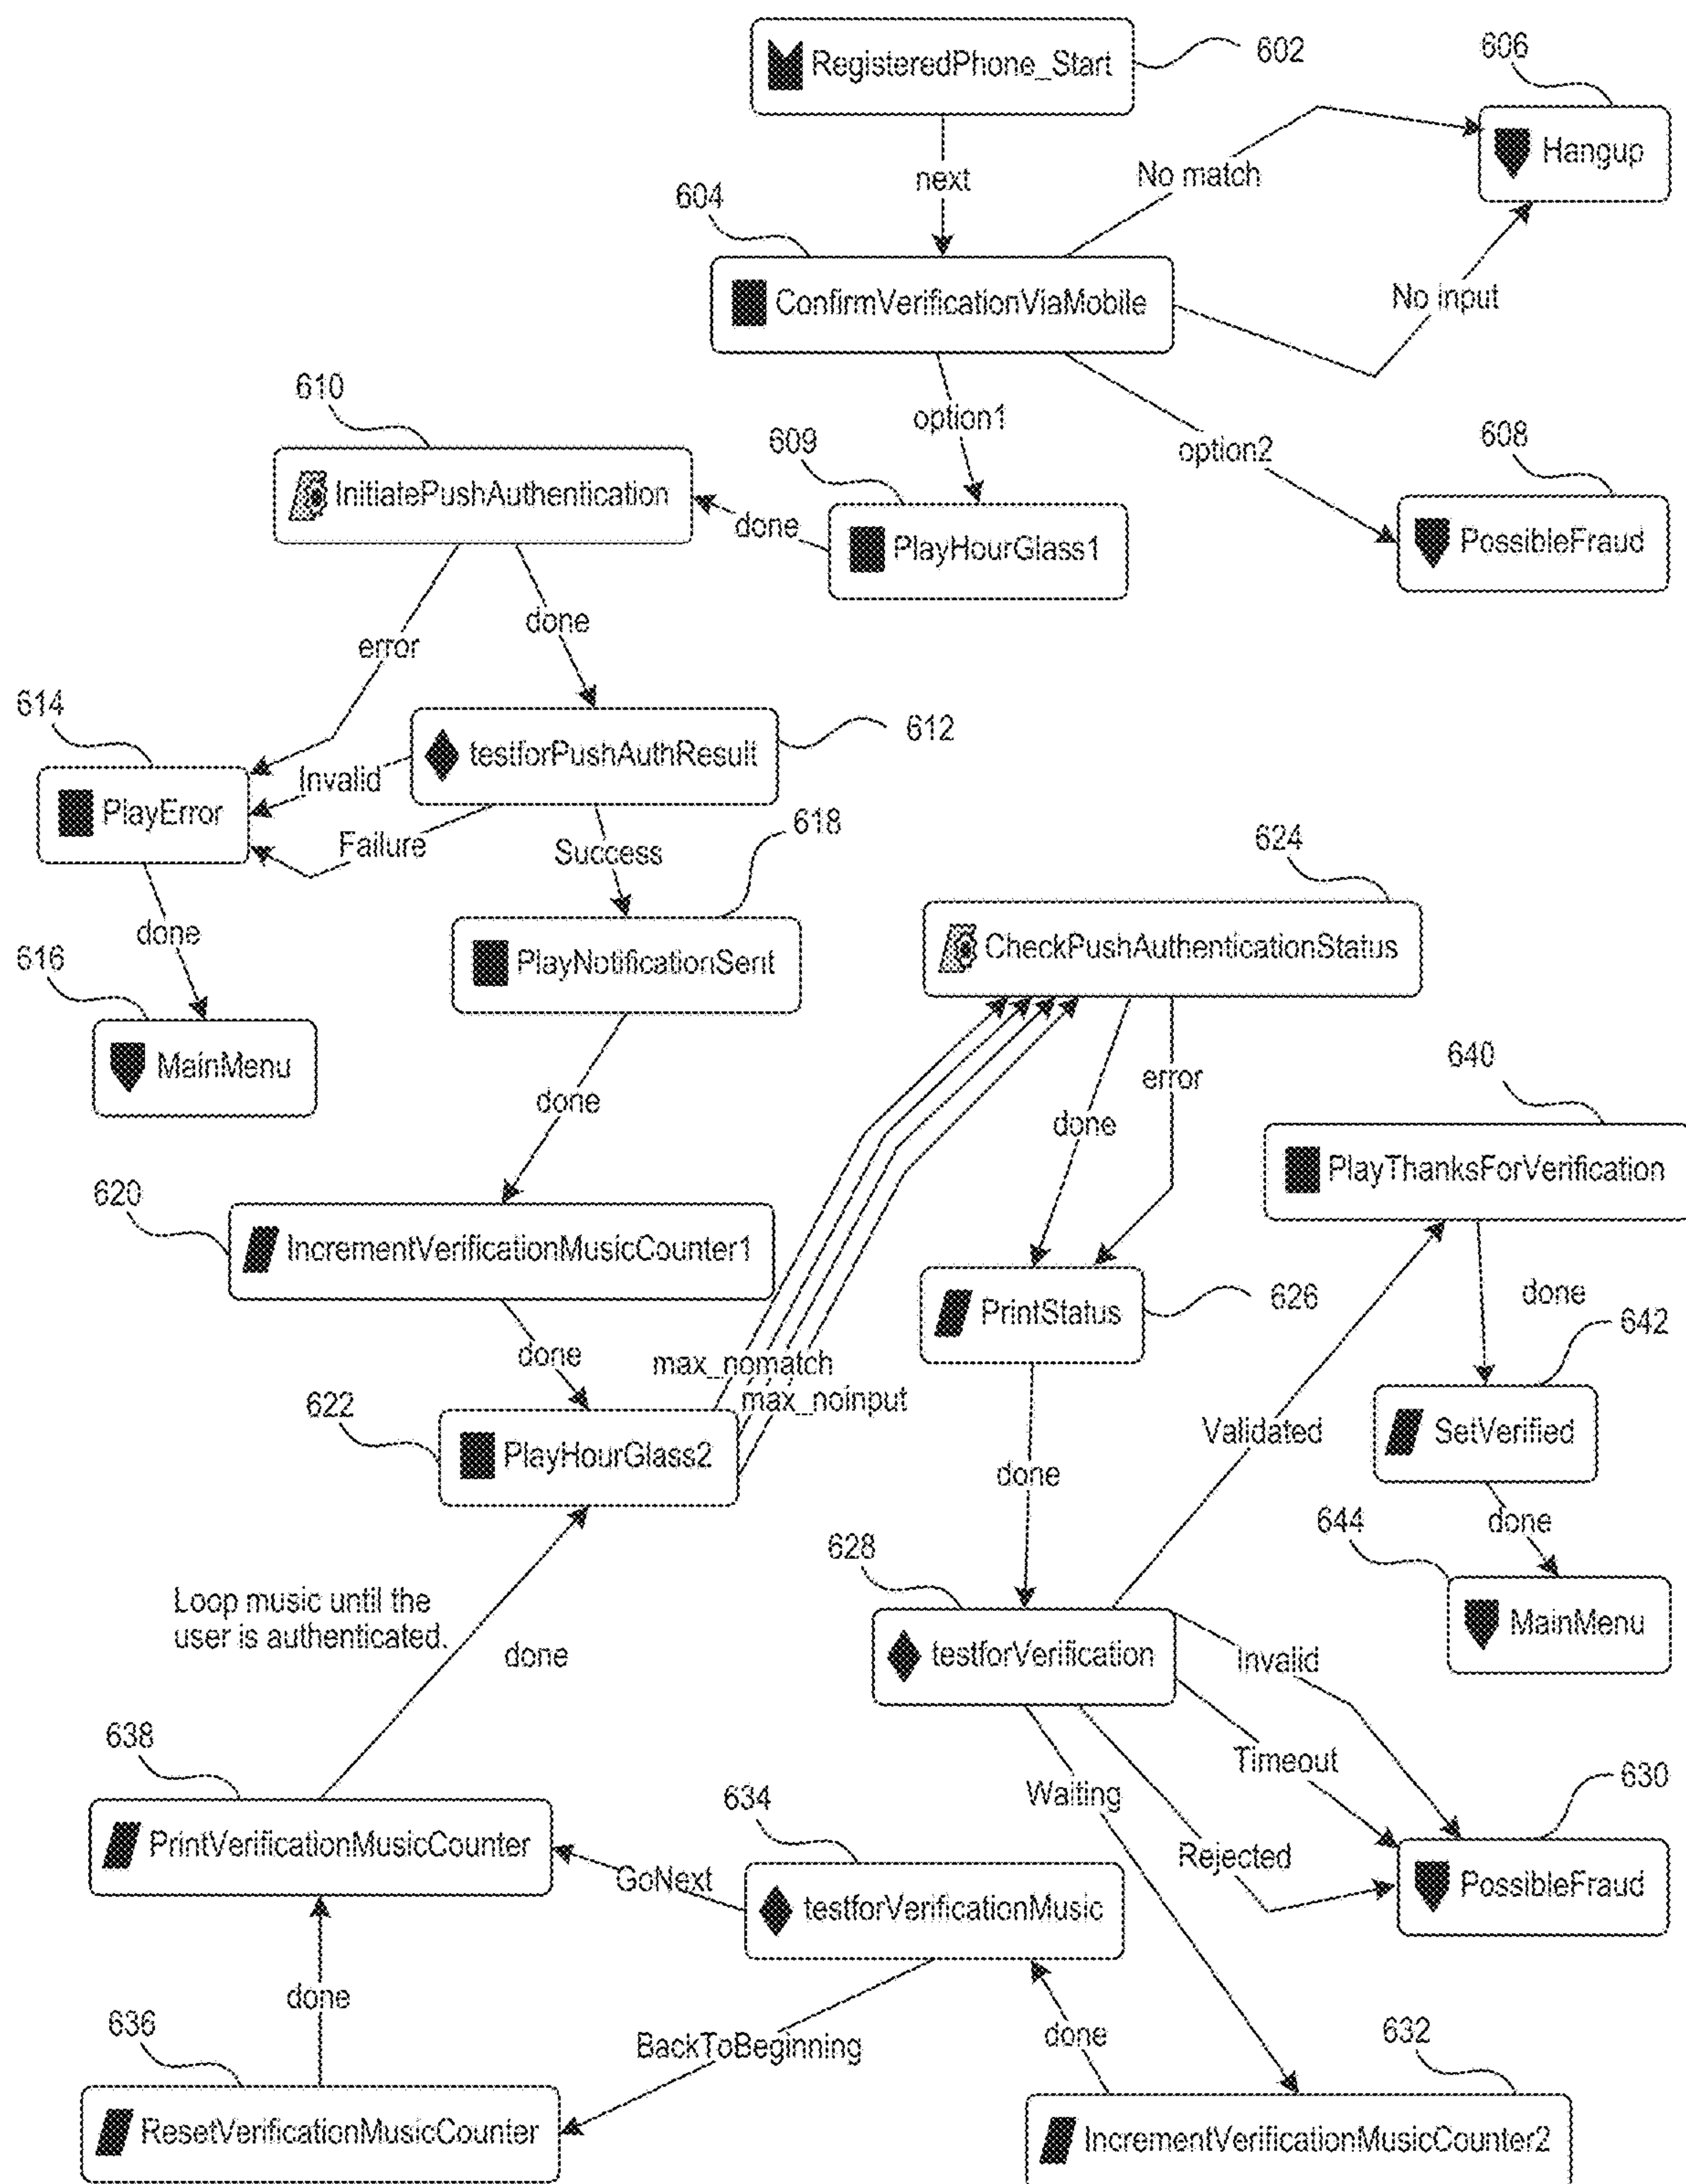 RegisteredPhone_Start
602
606
Hangup
next
No match
604
ConfirmVerificationViaMobile
No input
610
option1
609
option2
608
InitiatePushAuthentication
done
PlayHourGlass1
PossibleFraud
error
done
614
testforPushAuthResult
612
Invalid
PlayError
Failure
Success
618
624
done
PlayNotificationSent
CheckPushAuthenticationStatus
616
MainMenu
done
done
error
640
PlayThanksForVerification
620
IncrementVerificationMusicCounter1
PrintStatus
626
done
642
done
max_nomatch
max_noinput
622
PlayHourGlass2
Validated
SetVerified
done
done
644
628
MainMenu
Loop music until the
user is authenticated.
done
testforVerification
Invalid
638
Timeout
Waiting
634
630
PrintVerificationMusicCounter
GoNext
testforVerificationMusic
Rejected
PossibleFraud
done
636
BackToBeginning
done
632
ResetVerificationMusicCounter
IncrementVerificationMusicCounter2